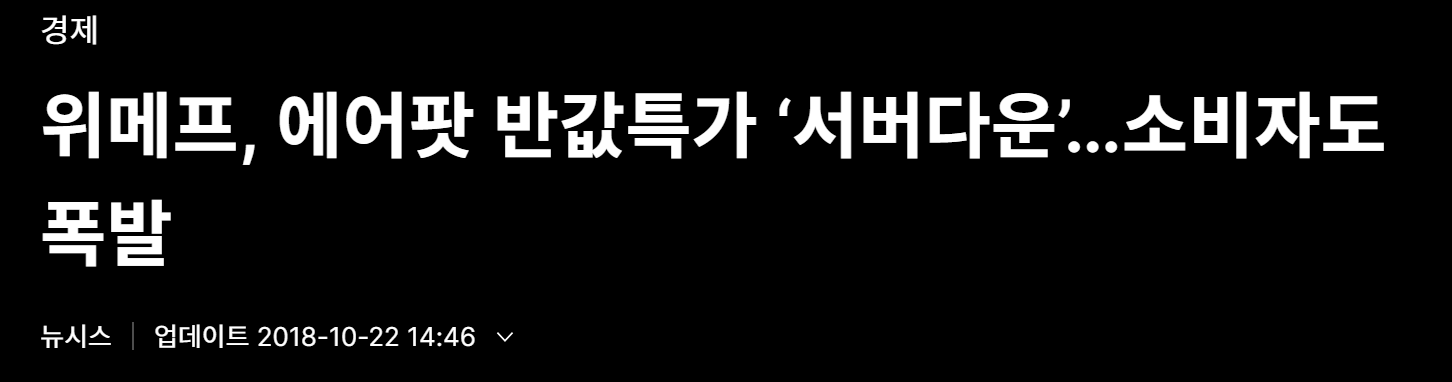 경제
위메프, 에어팟 반값특가 ‘서버다운’…소비자도
폭발
뉴시스 | 업데이트 2018-10-22 14:46